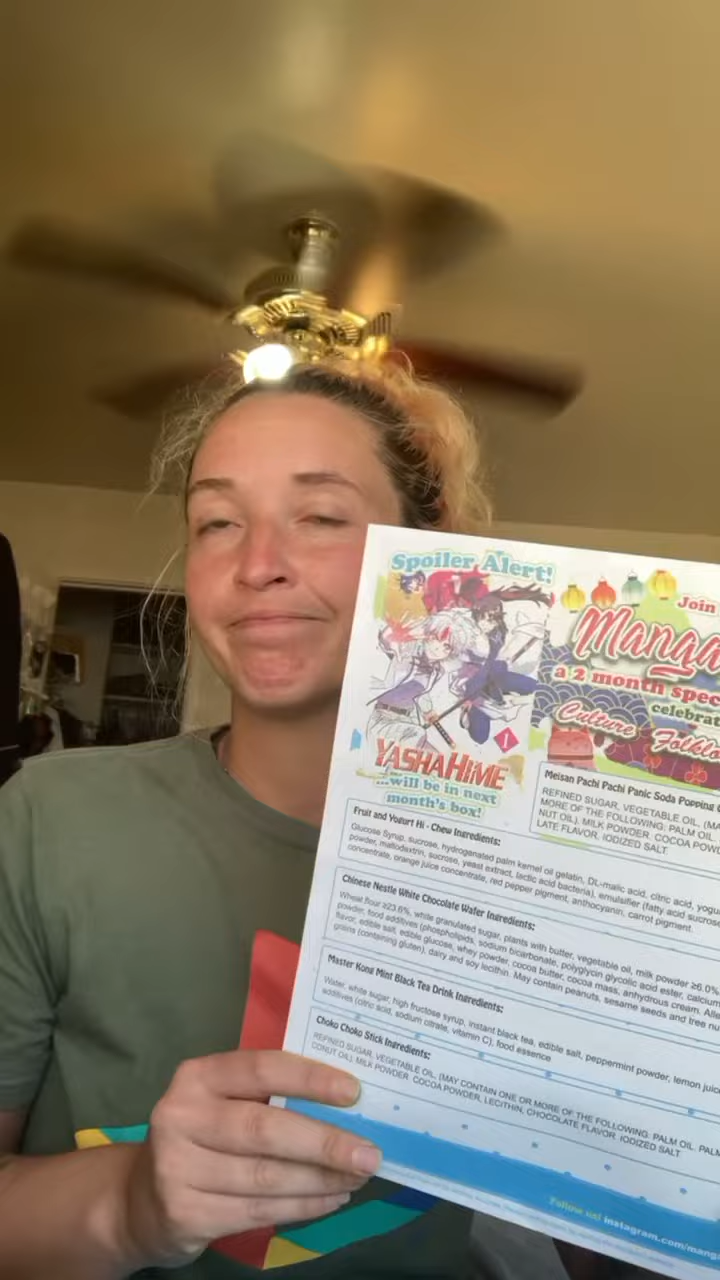 Spoiler Alert!
YASHAHIME
1
...will be in next
month's box!
Join
Manga
a 2 month spec
celebrat
Culture Folklo
Meisan Pachi Pachi Panic Soda Popping
REFINED SUGAR, VEGETABLE OIL, (MAY
MORE OF THE FOLLOWING: PALM OIL,
NUT OIL), MILK POWDER, COCOA POWD
LATE FLAVOR, IODIZED SALT
Fruit and Yogurt Hi - Chew Ingredients:
Glucose Syrup, sucrose, hydrogenated palm kernel oil gelatin, DL-malic acid, citric acid, yogu
powder, maltodextrin, sucrose, yeast extract, lactic acid bacteria), emulsifier (fatty acid sucrose
concentrate, orange juice concentrate, red pepper pigment, anthocyanin, carrot pigment.
Chinese Nestle White Chocolate Wafer Ingredients:
Wheat flour ≥23.6%, while granulated sugar, plants with butter, vegetable oil, milk powder ≥6.0%,
powder, food additives (phospholipids, sodium bicarbonate, polyglycin glycolic acid ester, calcium
flavor, edible salt, edible glucose, whey powder, cocoa butter, cocoa mass, anhydrous cream. Alle
grains (containing gluten), dairy and soy lecithin. May contain peanuts, sesame seeds and tree nu
Master Kong Mint Black Tea Drink Ingredients:
Water, white sugar, high fructose syrup, instant black tea, edible salt, peppermint powder, lemon juic
additives (citric acid, sodium citrate, vitamin C), food essence
Choko Choko Stick Ingredients:
REFINED SUGAR, VEGETABLE OIL, (MAY CONTAIN ONE OR MORE OF THE FOLLOWING: PALM OIL, PALM
CONUT OIL), MILK POWDER, COCOA POWDER, LECITHIN, CHOCOLATE FLAVOR, IODIZED SALT
Follow us! instagram.com/mang